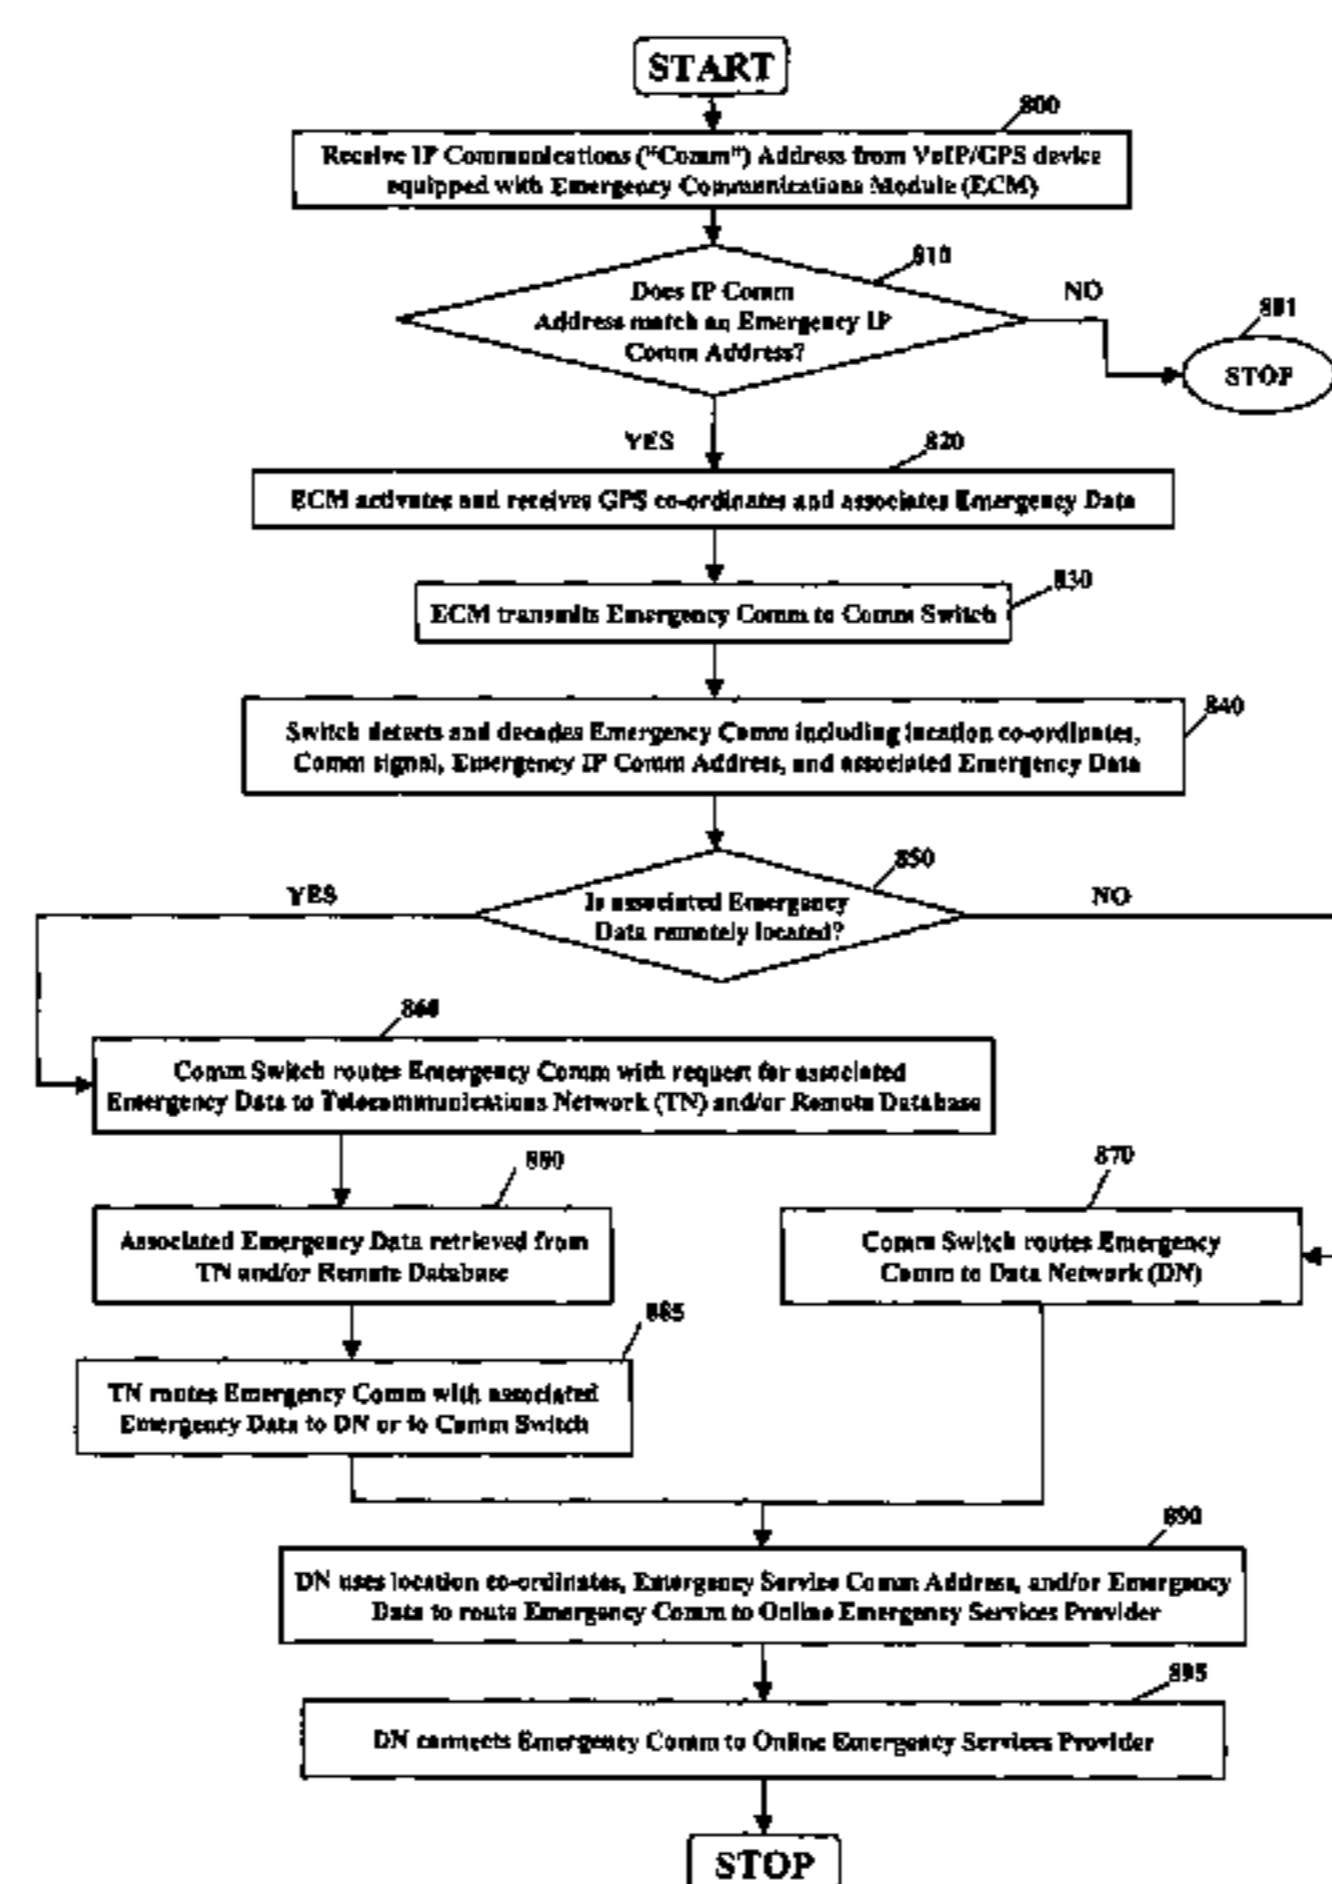 START
800
Receive IP Communications ("Comm") Address from VoIP/GPS device
equipped with Emergency Communications Module (ECM)
810
Does IP Comm
Address match an Emergency IP
Comm Address?
NO
801
STOP
YES
820
ECM activates and receives GPS co-ordinates and associates Emergency Data
830
ECM transmits Emergency Comm to Comm Switch
840
Switch detects and decodes Emergency Comm including location co-ordinates,
Comm signal, Emergency IP Comm Address, and associated Emergency Data
850
YES
Is associated Emergency
Data remotely located?
NO
860
Comm Switch routes Emergency Comm with request for associated
Emergency Data to Telecommunications Network (TN) and/or Remote Database
880
870
Associated Emergency Data retrieved from
TN and/or Remote Database
Comm Switch routes Emergency
Comm to Data Network (DN)
885
TN routes Emergency Comm with associated
Emergency Data to DN or to Comm Switch
890
DN uses location co-ordinates, Emergency Service Comm Address, and/or Emergency
Data to route Emergency Comm to Online Emergency Services Provider
895
DN connects Emergency Comm to Online Emergency Services Provider
STOP